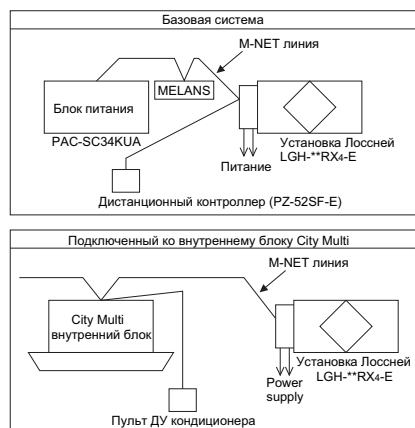 Базовая система
M-NET линия
Блок питания
MELANS
PAC-SC34KUA
Установка Лоссней
LGH-**RX4-E
Питание
Дистанционный контроллер (PZ-52SF-E)
Подключенный ко внутреннему блоку City Multi
M-NET линия
City Multi
внутренний блок
Установка Лоссней
LGH-**RX4-E
Power
supply
Пульт ДУ кондиционера